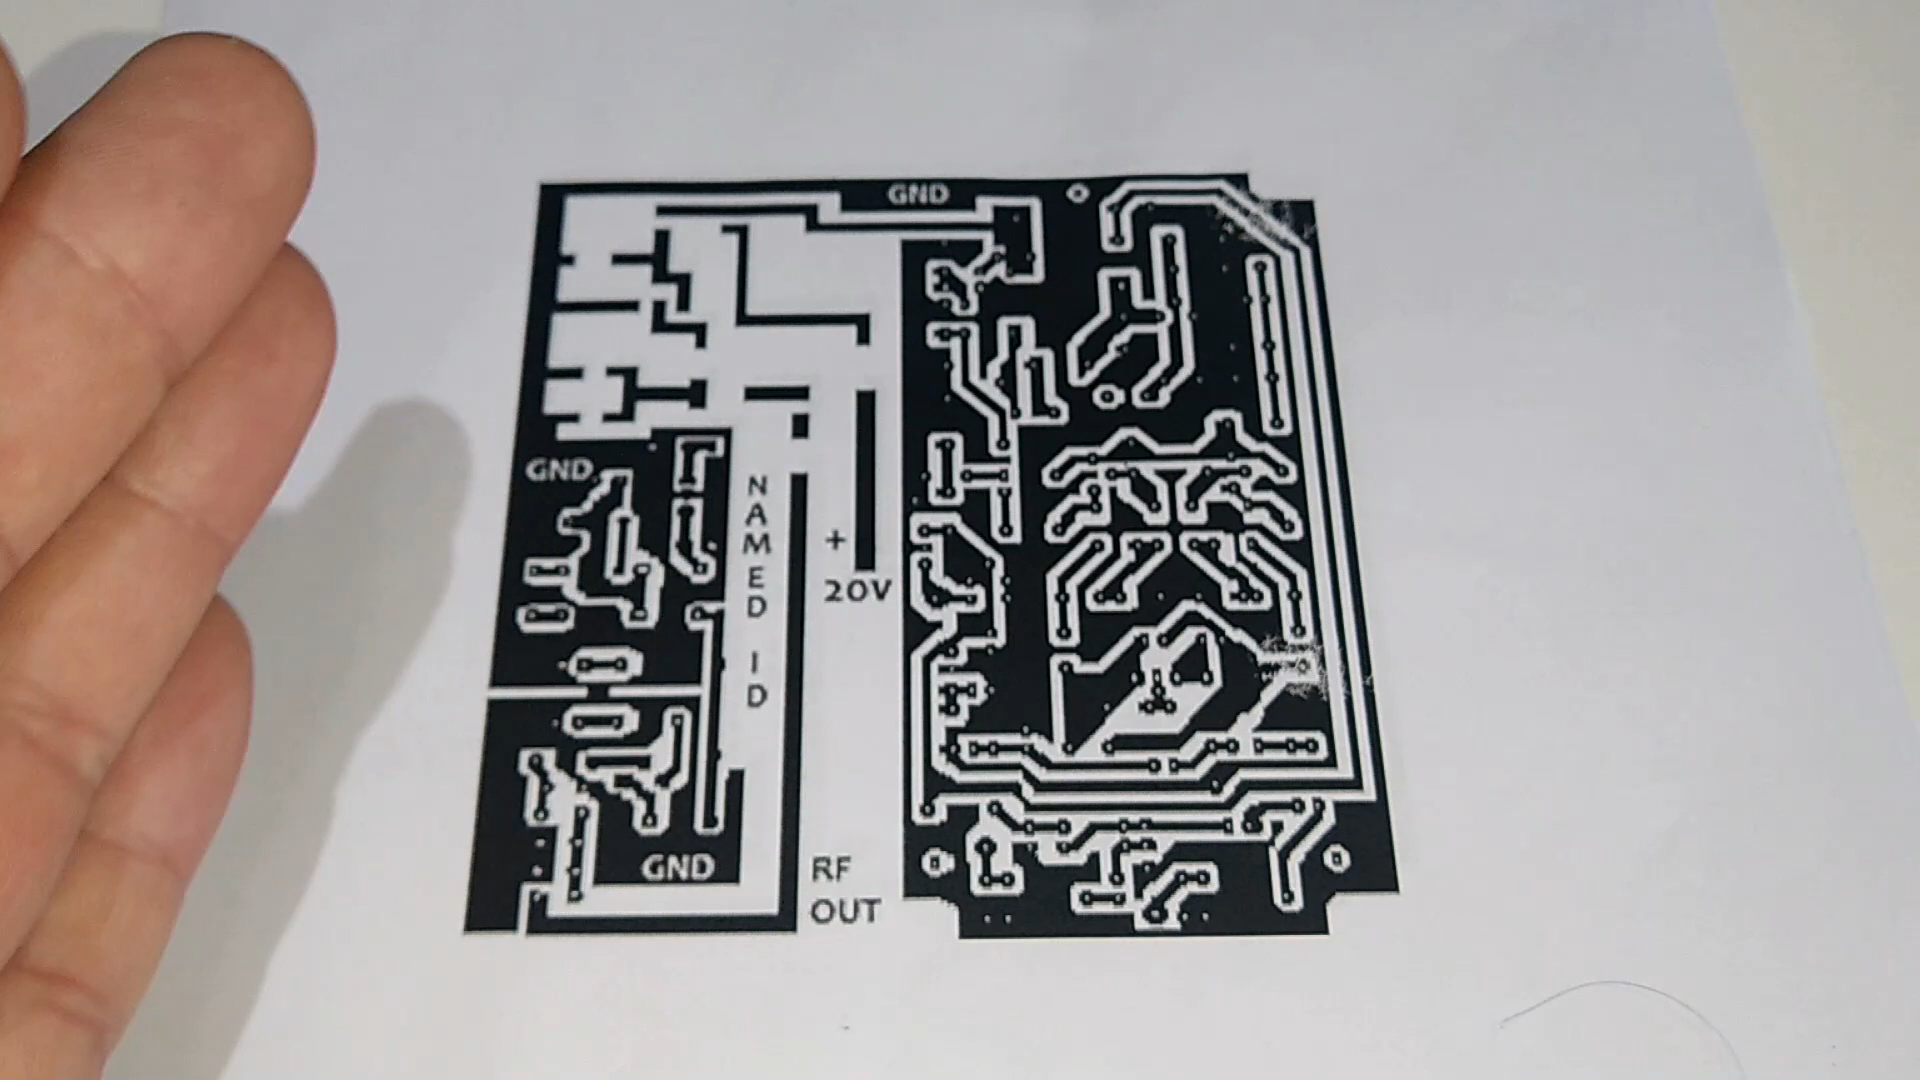 GND
GND
NAMED ID
+
20V
GND
RF
OUT